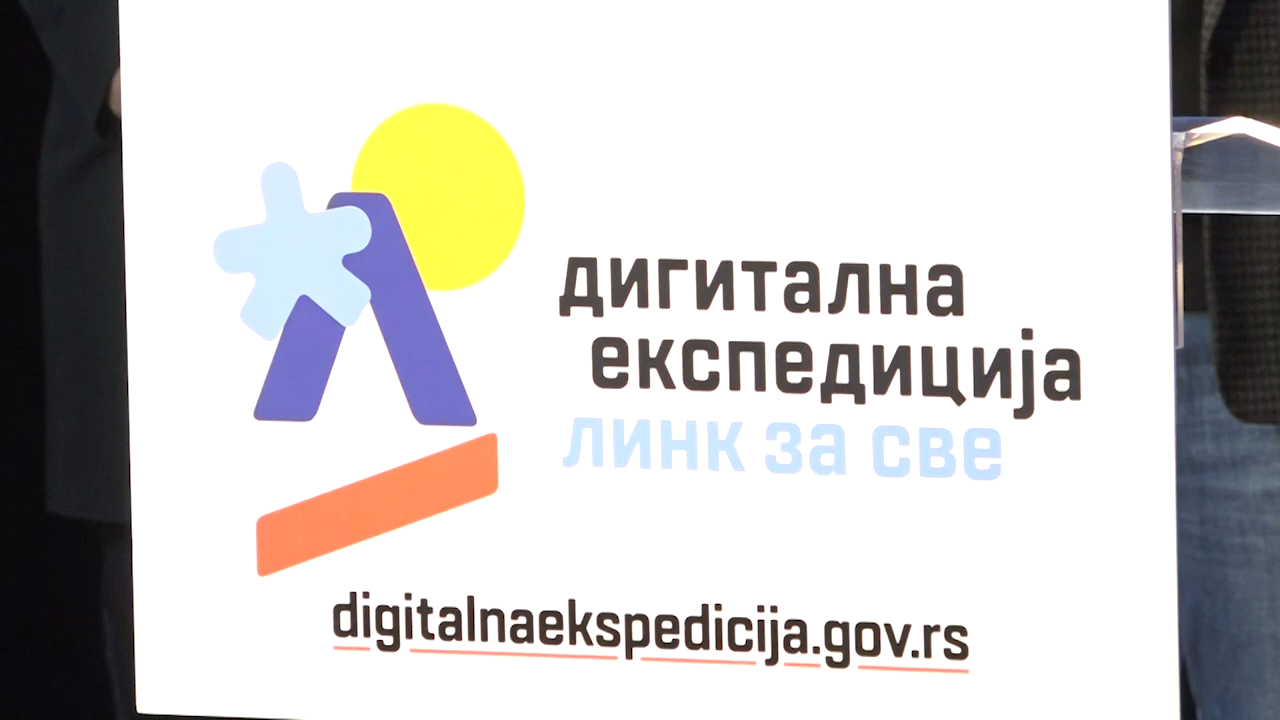 дигитална
експедиција
линк за све
digitalnaekspedicija.gov.rs